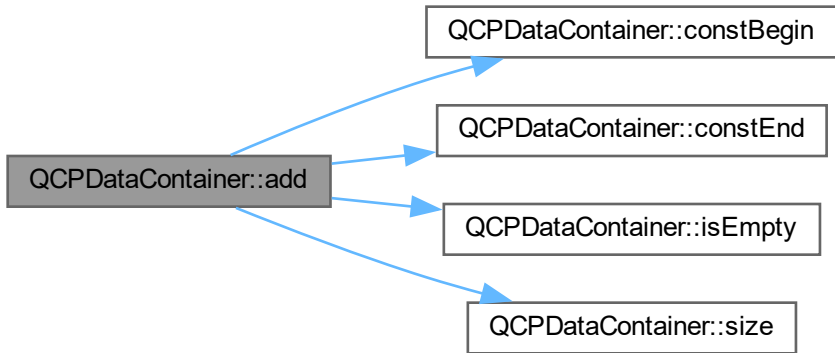 QCPDataContainer::constBegin
QCPDataContainer::constEnd
QCPDataContainer::add
QCPDataContainer::isEmpty
QCPDataContainer::size